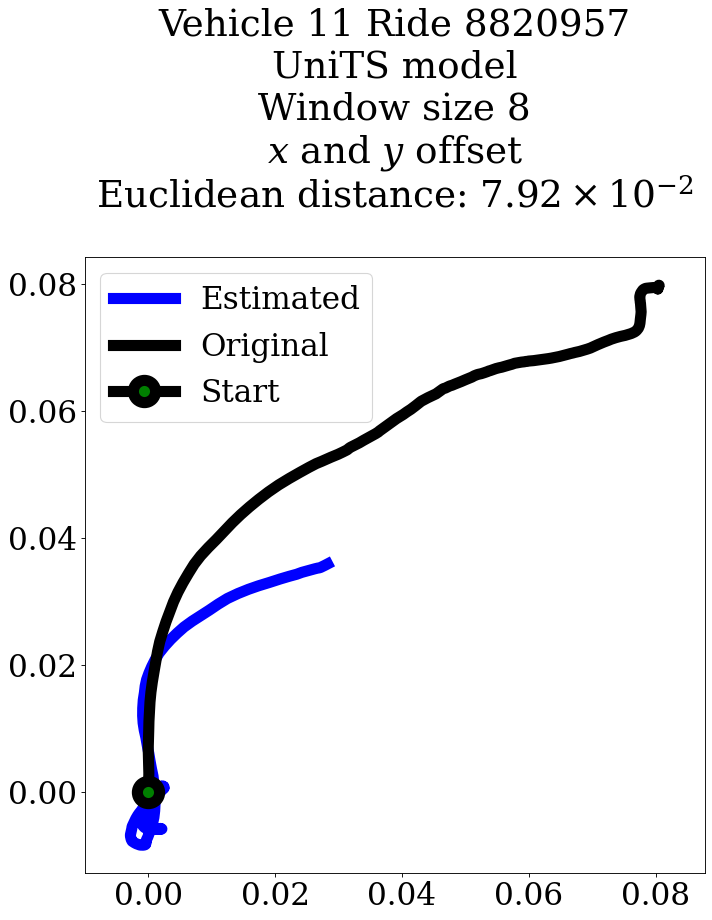 Vehicle 11 Ride 8820957
UniTS model
Window size 8
x and y offset
Euclidean distance: 7.92 × 10⁻²
Estimated
Original
Start
0.08
0.06
0.04
0.02
0.00
0.00 0.02 0.04 0.06 0.08